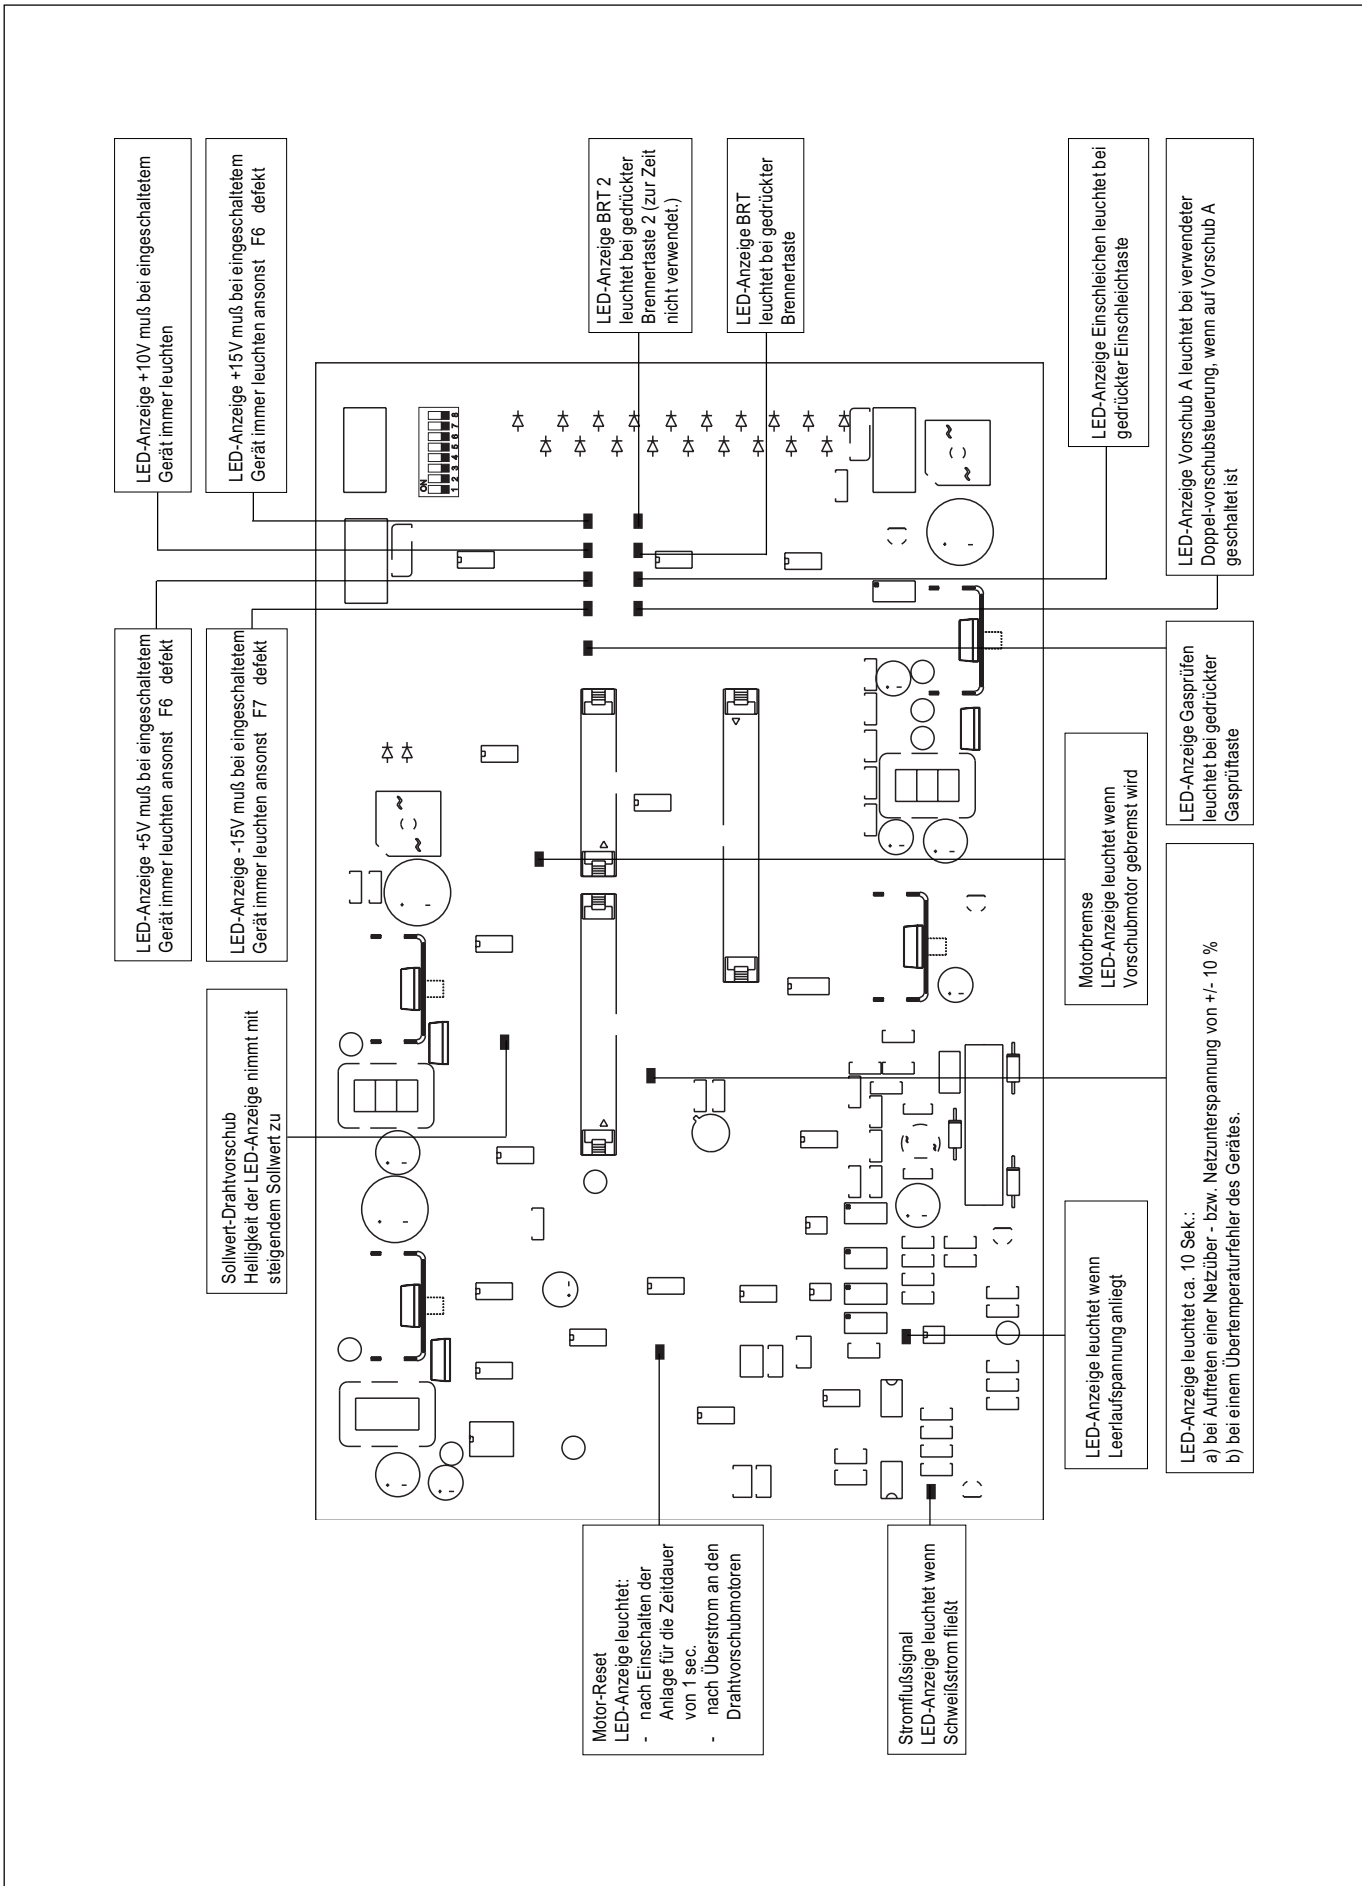 LED-Anzeige +5V muß bei eingeschaltetem
Gerät immer leuchten ansonst F6 defekt
LED-Anzeige -15V muß bei eingeschaltetem
Gerät immer leuchten ansonst F7 defekt
LED-Anzeige +10V muß bei eingeschaltetem
Gerät immer leuchten
LED-Anzeige +15V muß bei eingeschaltetem
Gerät immer leuchten ansonst F6 defekt
Sollwert-Drahtvorschub
Helligkeit der LED-Anzeige nimmt mit
steigendem Sollwert zu
ON
1 2 3 4 5 6 7 8
LED-Anzeige BRT 2
leuchtet bei gedrückter
Brennertaste 2 (zur Zeit
nicht verwendet.)
LED-Anzeige BRT
leuchtet bei gedrückter
Brennertaste
Motor-Reset
LED-Anzeige leuchtet:
- nach Einschalten der
Anlage für die Zeitdauer
von 1 sec.
- nach Überstrom an den
Drahtvorschubmotoren
Stromflußsignal
LED-Anzeige leuchtet wenn
Schweißstrom fließt
LED-Anzeige leuchtet wenn
Leerlaufspannung anliegt
Motorbremse
LED-Anzeige leuchtet wenn
Vorschubmotor gebremst wird
LED-Anzeige Einschleichen leuchtet bei
gedrückter Einschleichtaste
LED-Anzeige leuchtet ca. 10 Sek.:
a) bei Auftreten einer Netzüber - bzw. Netzunterspannung von +/- 10 %
b) bei einem Übertemperaturfehler des Gerätes.
LED-Anzeige Gasprüfen
leuchtet bei gedrückter
Gasprüftaste
LED-Anzeige Vorschub A leuchtet bei verwendeter
Doppel-vorschubsteuerung, wenn auf Vorschub A
geschaltet ist